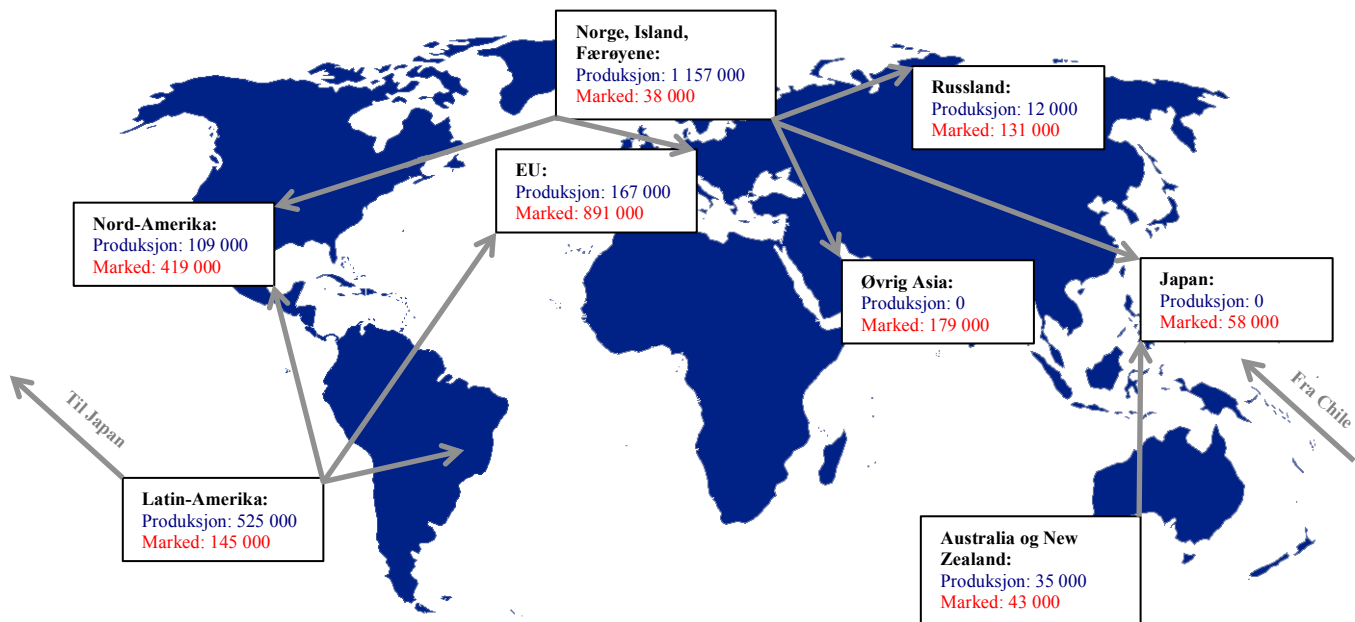 Norge, Island,
Færøyene:
Produksjon: 1 157 000
Marked: 38 000
Russland:
Produksjon: 12 000
Marked: 131 000
EU:
Produksjon: 167 000
Marked: 891 000
Nord-Amerika:
Produksjon: 109 000
Marked: 419 000
Øvrig Asia:
Produksjon: 0
Marked: 179 000
Japan:
Produksjon: 0
Marked: 58 000
Til Japan
Fra Chile
Latin-Amerika:
Produksjon: 525 000
Marked: 145 000
Australia og New
Zealand:
Produksjon: 35 000
Marked: 43 000